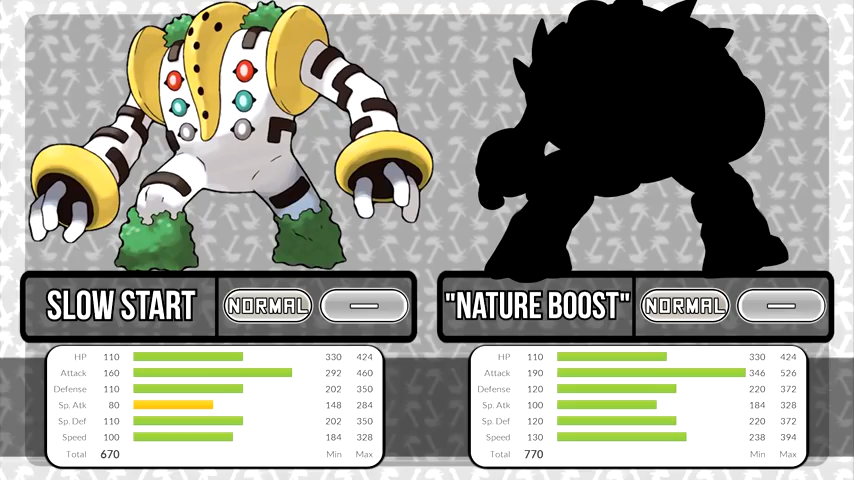 SLOW START NORMAL —
"NATURE BOOST" NORMAL —
HP 110 330 424
Attack 160 292 460
Defense 110 202 350
Sp. Atk 80 148 284
Sp. Def 110 202 350
Speed 100 184 328
Total 670 Min Max
HP 110 330 424
Attack 190 346 526
Defense 120 220 372
Sp. Atk 100 184 328
Sp. Def 120 220 372
Speed 130 238 394
Total 770 Min Max